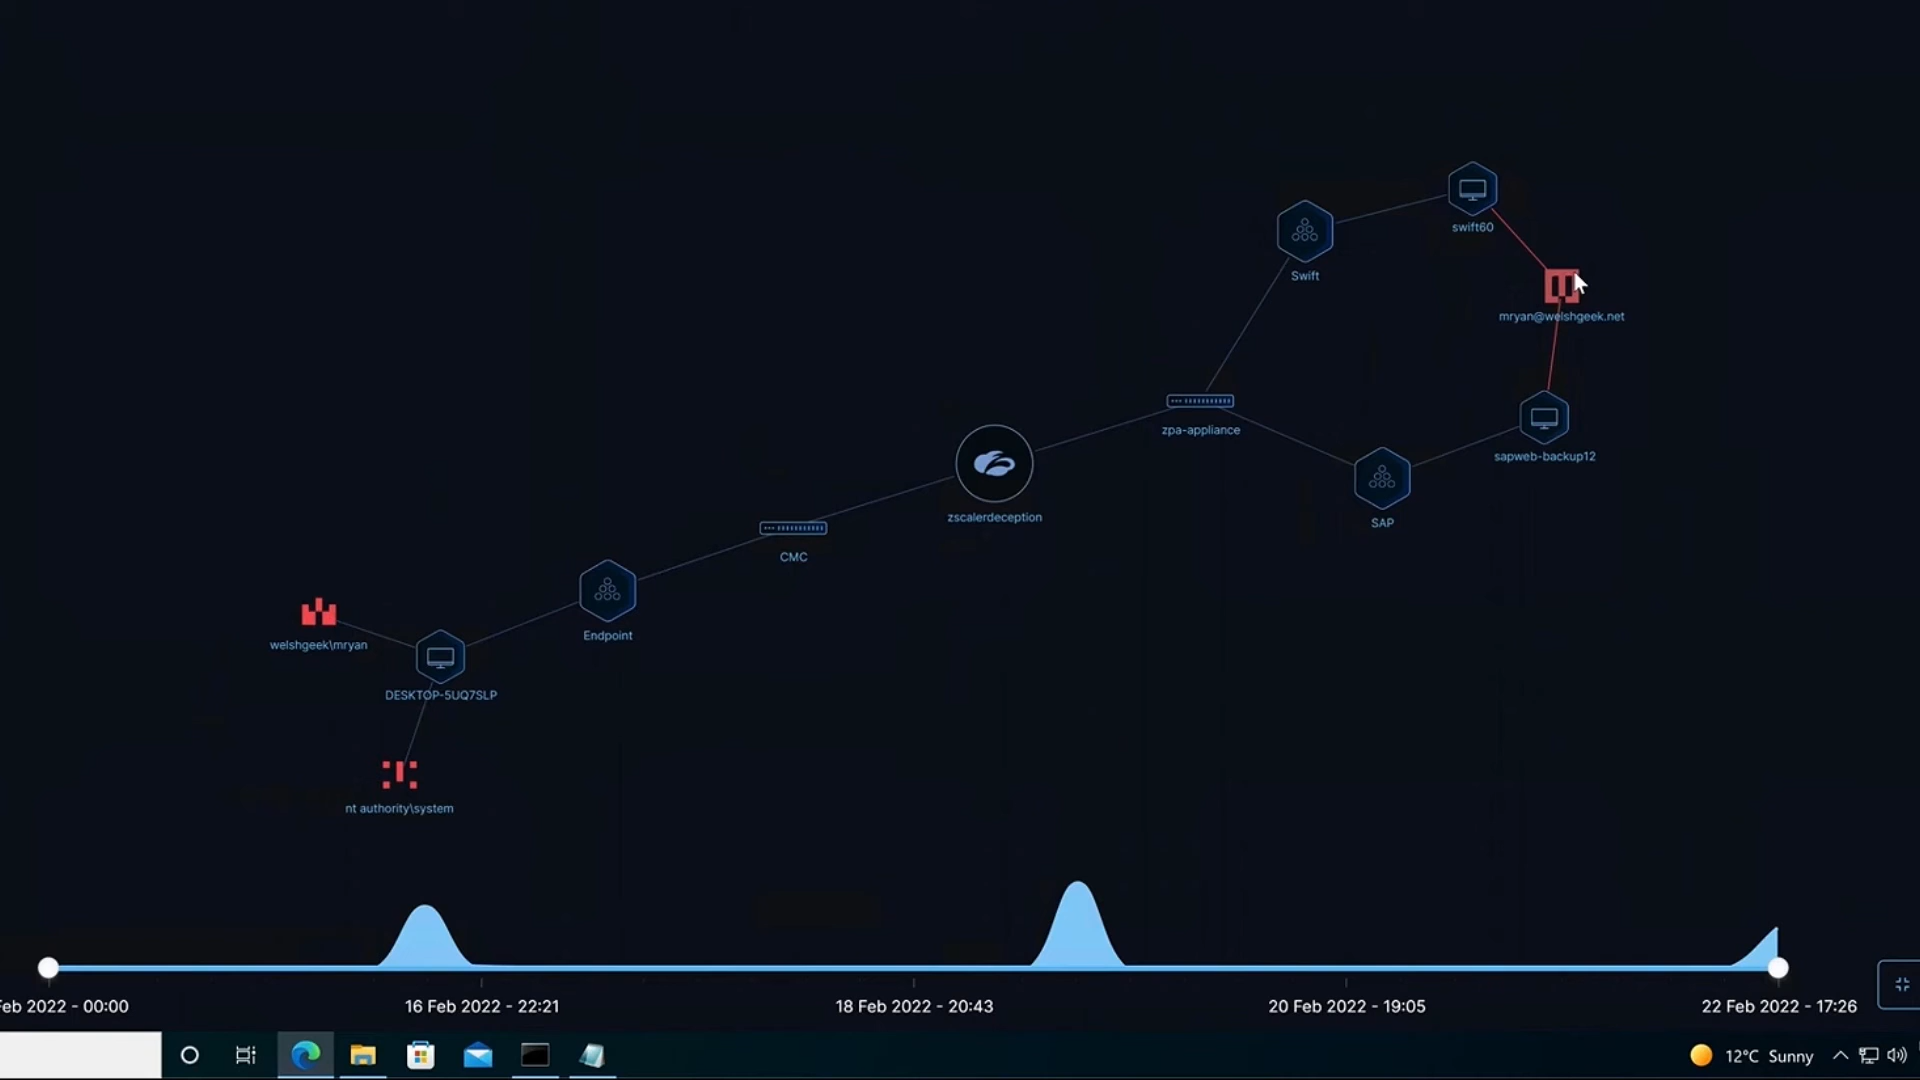 swift60
Swift
mryan@welshgeek.net
zpa-appliance
sapweb-backup12
zscalerdeception
SAP
CMC
Endpoint
welshgeek\mryan
DESKTOP-5UQ7SLP
nt authority\system
Feb 2022 - 00:00
16 Feb 2022 - 22:21
18 Feb 2022 - 20:43
20 Feb 2022 - 19:05
22 Feb 2022 - 17:26
12°C Sunny